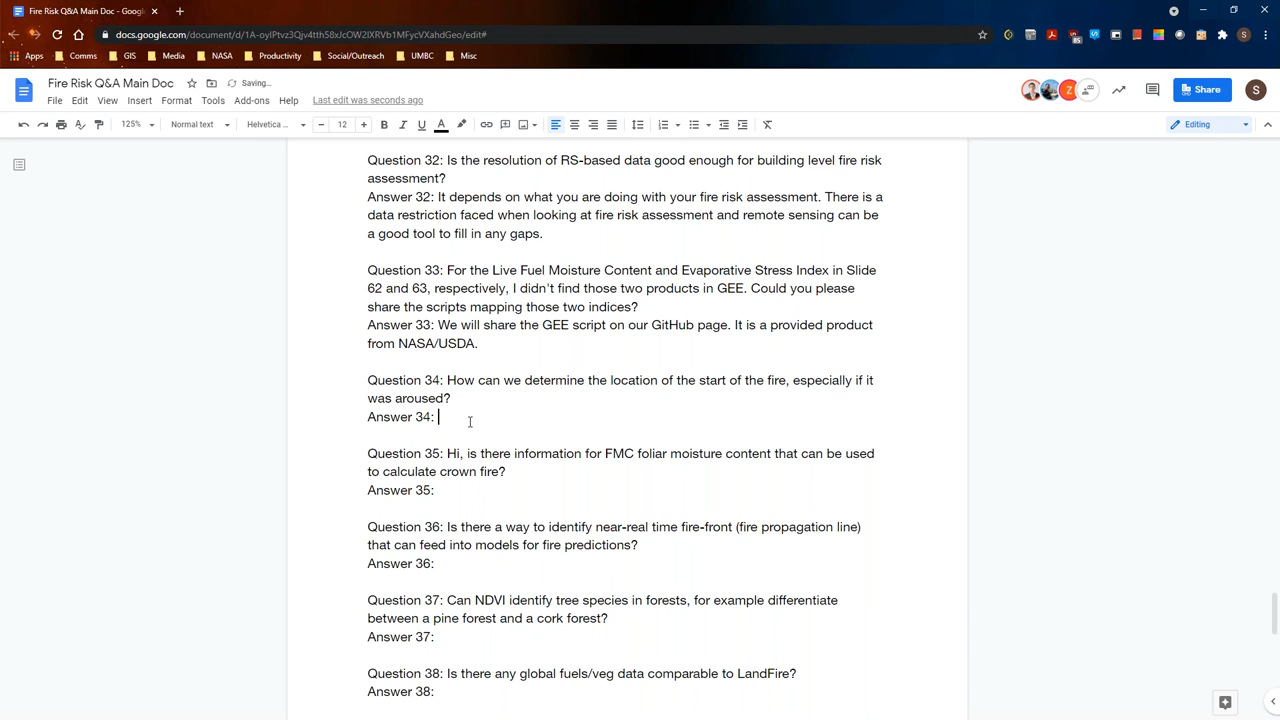 Fire Risk Q&A Main Doc - Google
docs.google.com/document/d/1A-oyIPtvz3Qjv4tth58xJcOW2IXRVb1MFycVXahdGeo/edit#
Apps Comms GIS Media NASA Productivity Social/Outreach UMBC Misc
Fire Risk Q&A Main Doc Saving...
File Edit View Insert Format Tools Add-ons Help Last edit was seconds ago
Share
125% Normal text Helvetica ... 12 Editing
Question 32: Is the resolution of RS-based data good enough for building level fire risk
assessment?
Answer 32: It depends on what you are doing with your fire risk assessment. There is a
data restriction faced when looking at fire risk assessment and remote sensing can be
a good tool to fill in any gaps.
Question 33: For the Live Fuel Moisture Content and Evaporative Stress Index in Slide
62 and 63, respectively, I didn't find those two products in GEE. Could you please
share the scripts mapping those two indices?
Answer 33: We will share the GEE script on our GitHub page. It is a provided product
from NASA/USDA.
Question 34: How can we determine the location of the start of the fire, especially if it
was aroused?
Answer 34:
Question 35: Hi, is there information for FMC foliar moisture content that can be used
to calculate crown fire?
Answer 35:
Question 36: Is there a way to identify near-real time fire-front (fire propagation line)
that can feed into models for fire predictions?
Answer 36:
Question 37: Can NDVI identify tree species in forests, for example differentiate
between a pine forest and a cork forest?
Answer 37:
Question 38: Is there any global fuels/veg data comparable to LandFire?
Answer 38: